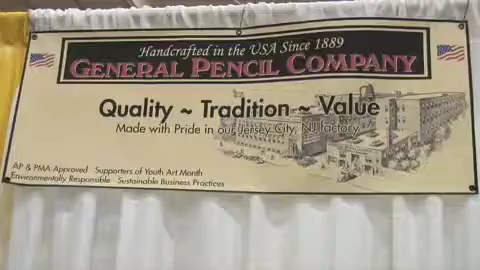 Handcrafted in the USA Since 1889
GENERAL PENCIL COMPANY
Quality ~ Tradition ~ Value
Made with Pride in our Jersey City, NJ factory
AP & PMA Approved - Supporters of Youth Art Month
Environmentally Responsible - Sustainable Business Practices